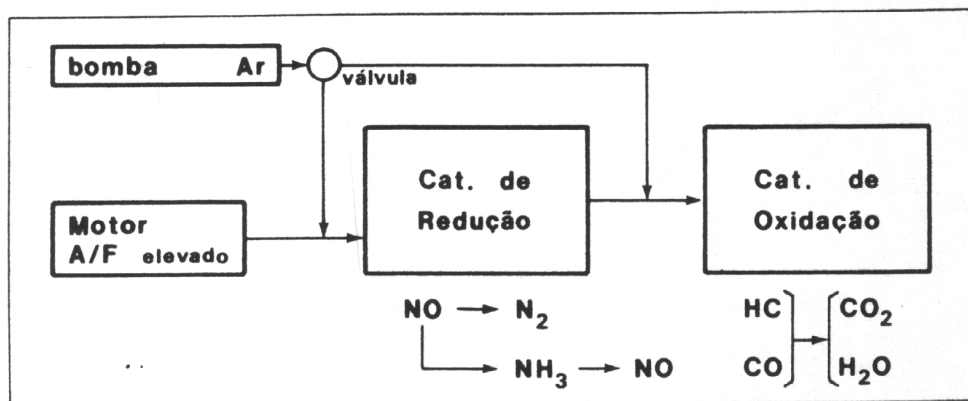 bomba Ar
válvula
Motor
A/F elevado
Cat. de
Redução
Cat. de
Oxidação
NO → N₂
→ NH₃ → NO
HC
CO
→
CO₂
H₂O